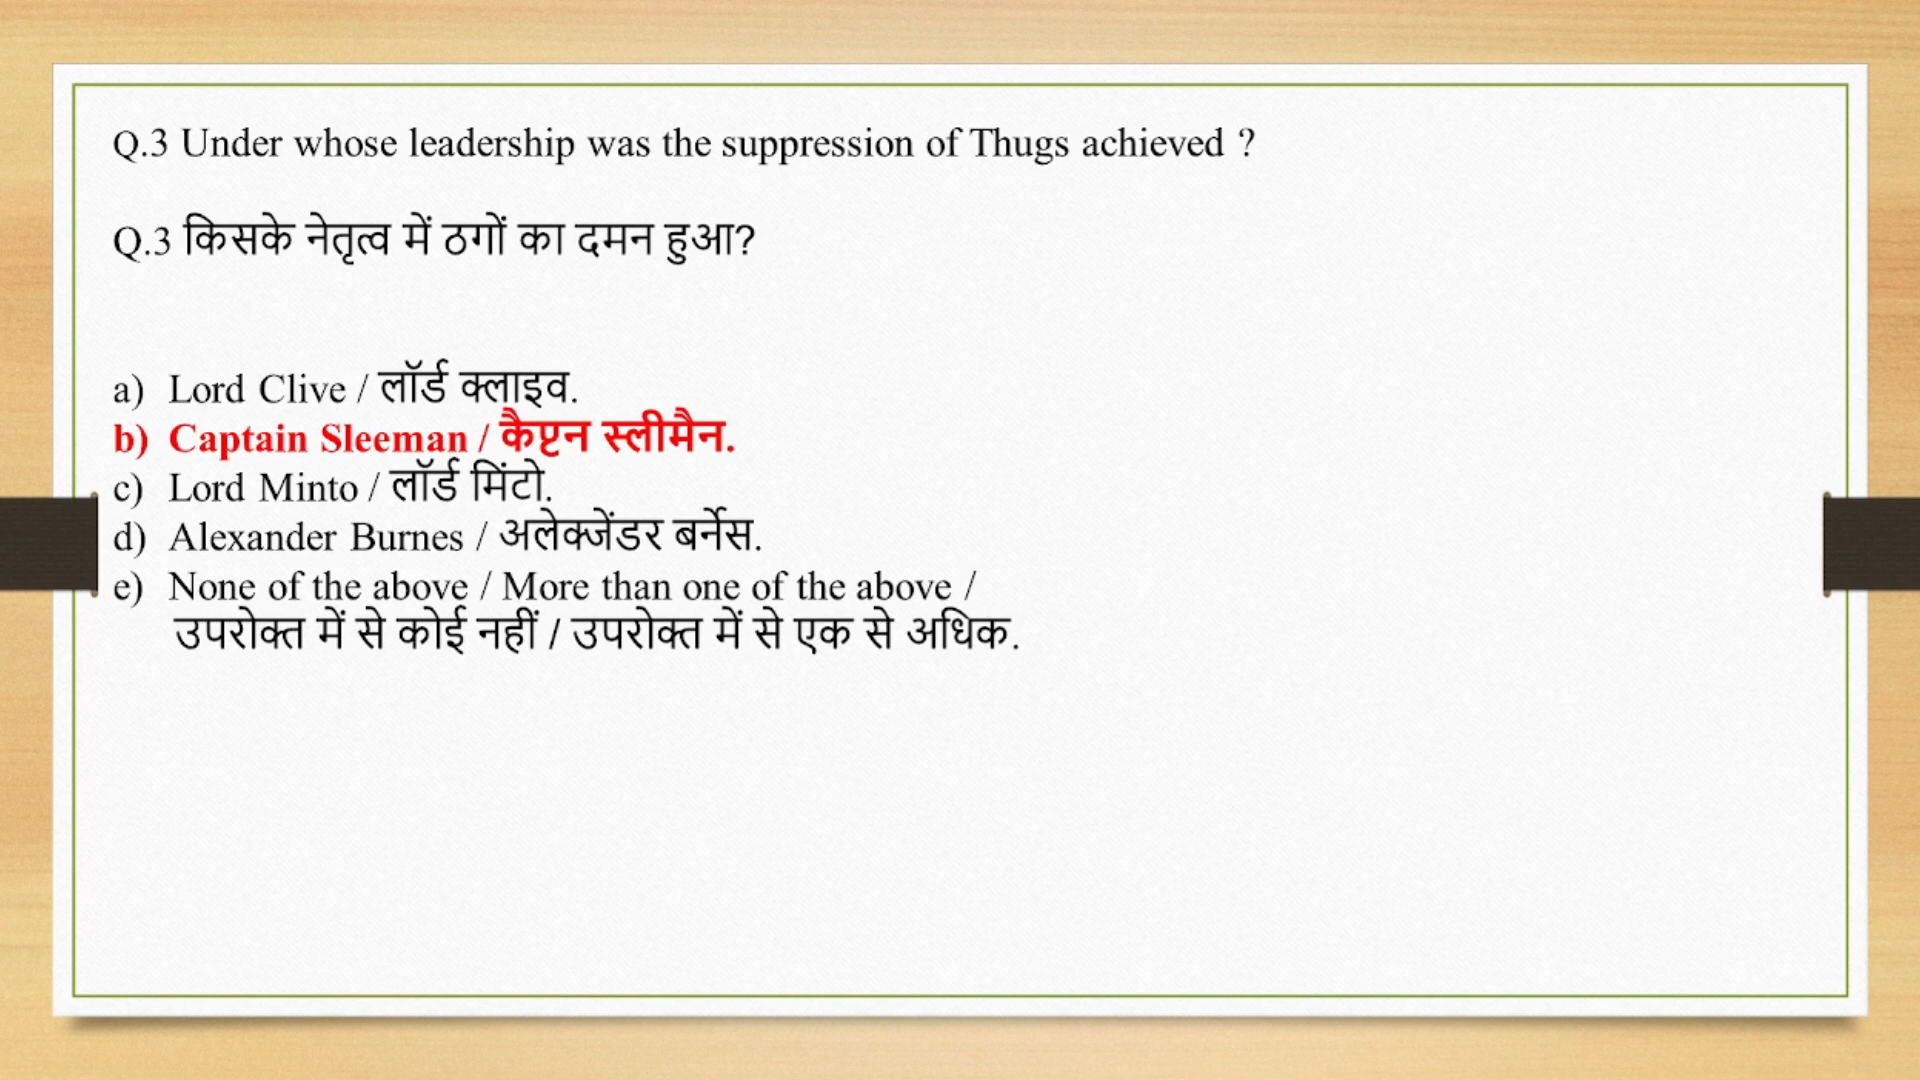 Q.3 Under whose leadership was the suppression of Thugs achieved ?
Q.3 किसके नेतृत्व में ठगों का दमन हुआ?
a) Lord Clive / लॉर्ड क्लाइव.
b) Captain Sleeman / कैप्टन स्लीमैन.
c) Lord Minto / लॉर्ड मिंटो.
d) Alexander Burnes / अलेक्जेंडर बर्नेस.
e) None of the above / More than one of the above /
उपरोक्त में से कोई नहीं / उपरोक्त में से एक से अधिक.